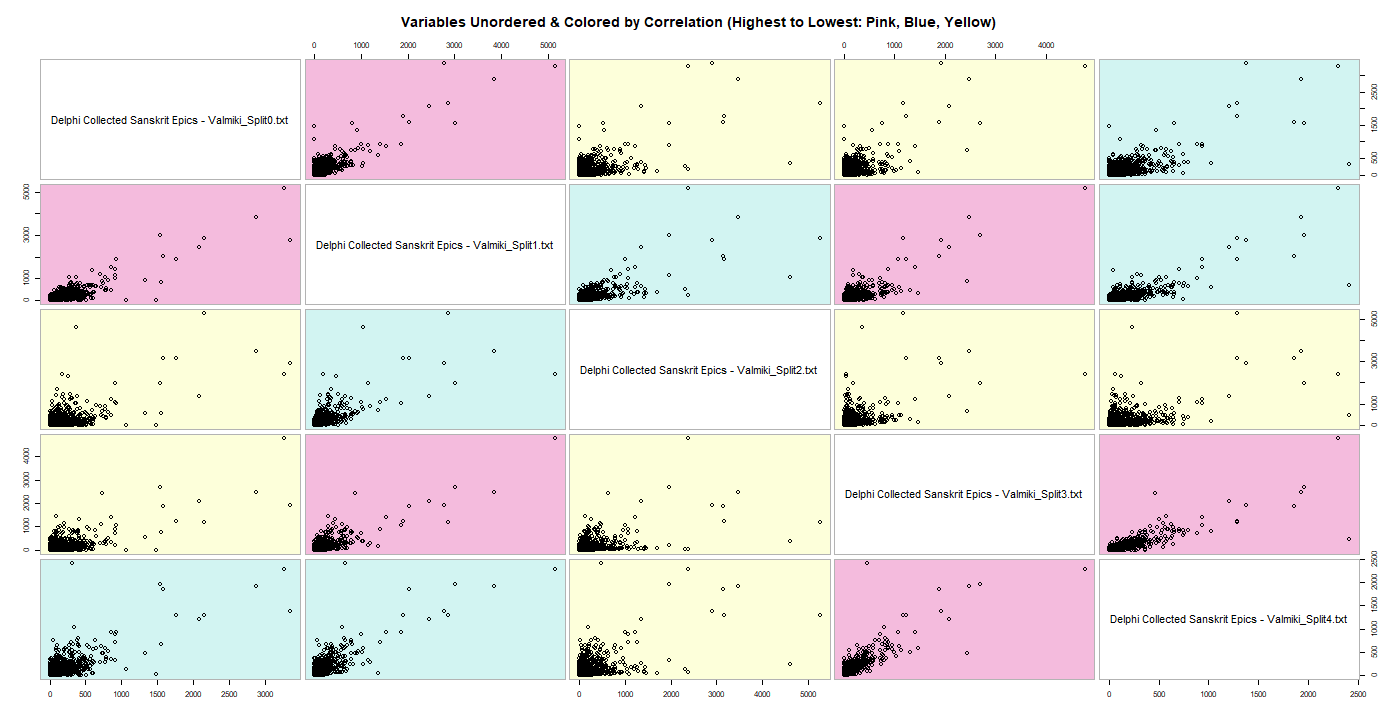 Variables Unordered & Colored by Correlation (Highest to Lowest: Pink, Blue, Yellow)
0 1000 2000 3000 4000 5000
0 1000 2000 3000 4000
Delphi Collected Sanskrit Epics - Valmiki_Split0.txt
0 500 1500 2500
0 1000 3000 5000
Delphi Collected Sanskrit Epics - Valmiki_Split1.txt
Delphi Collected Sanskrit Epics - Valmiki_Split2.txt
0 1000 3000 5000
0 1000 2000 3000 4000
Delphi Collected Sanskrit Epics - Valmiki_Split3.txt
Delphi Collected Sanskrit Epics - Valmiki_Split4.txt
0 500 1000 1500 2000 2500
0 500 1000 1500 2000 2500 3000
0 1000 2000 3000 4000 5000
0 500 1000 1500 2000 2500